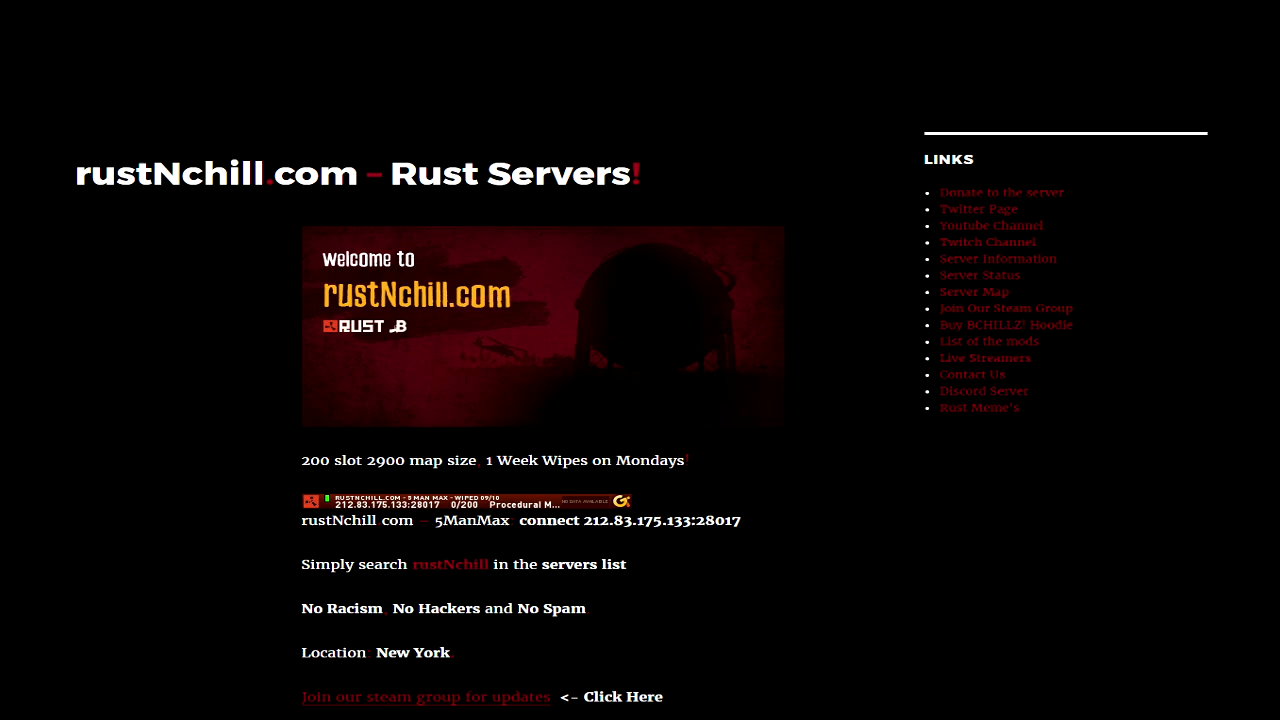 rustNchill.com – Rust Servers!
welcome to
rustNchill.com
RUST
200 slot 2900 map size, 1 Week Wipes on Mondays!
RUSTNCHILL.COM - 5 MAN MAX - WIPED 09/10
212.83.175.133:28017 0/200 Procedural M... NO DATA AVAILABLE
rustNchill com – 5ManMax: connect 212.83.175.133:28017
Simply search rustNchill in the servers list
No Racism, No Hackers and No Spam.
Location: New York.
Join our steam group for updates <- Click Here
LINKS
Donate to the server
Twitter Page
Youtube Channel
Twitch Channel
Server Information
Server Status
Server Map
Join Our Steam Group
Buy BCHILLZ! Hoodie
List of the mods
Live Streamers
Contact Us
Discord Server
Rust Meme's